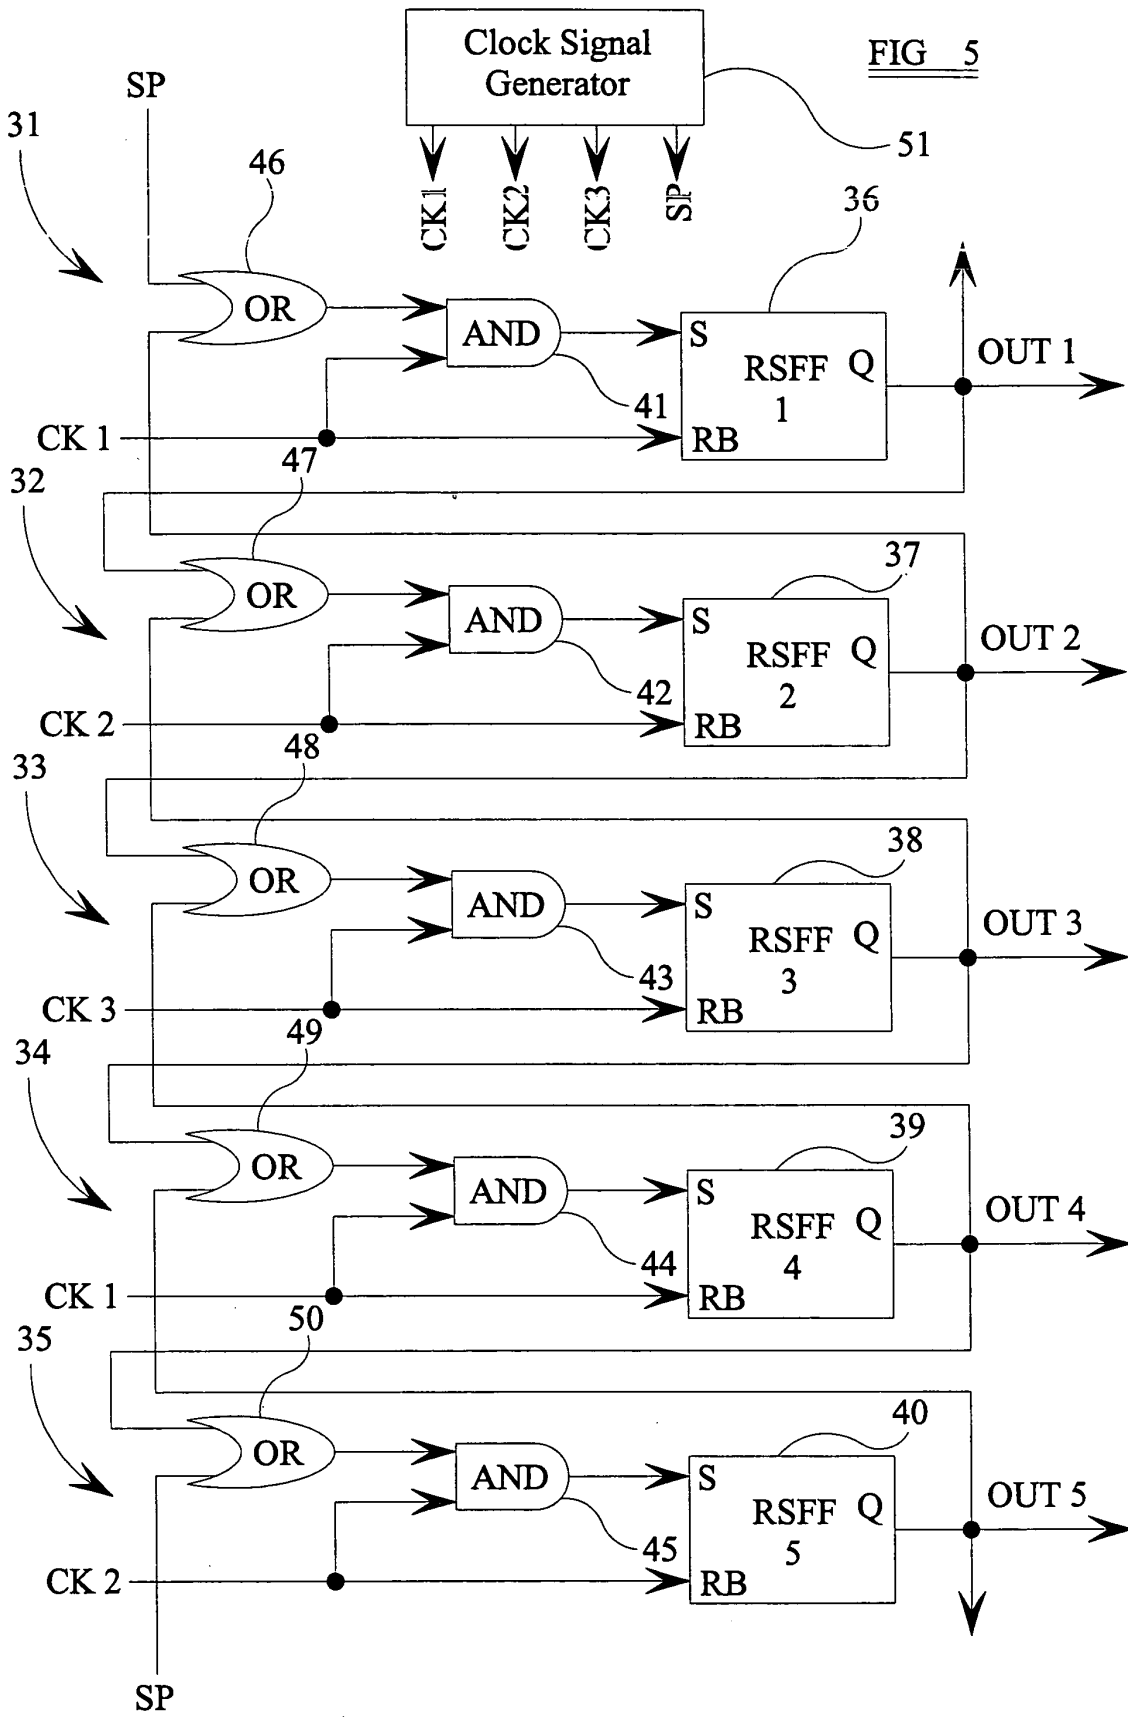 Clock Signal
Generator
FIG 5
SP
31
46
51
CK1
CK2
CK3
SP
36
OR
AND
S
RSFF
1
Q
OUT 1
41
CK 1
RB
47
32
37
OR
AND
S
RSFF
2
Q
OUT 2
42
CK 2
RB
48
33
38
OR
AND
S
RSFF
3
Q
OUT 3
43
CK 3
RB
49
34
39
OR
AND
S
RSFF
4
Q
OUT 4
44
CK 1
RB
50
35
40
OR
AND
S
RSFF
5
Q
OUT 5
45
CK 2
RB
SP